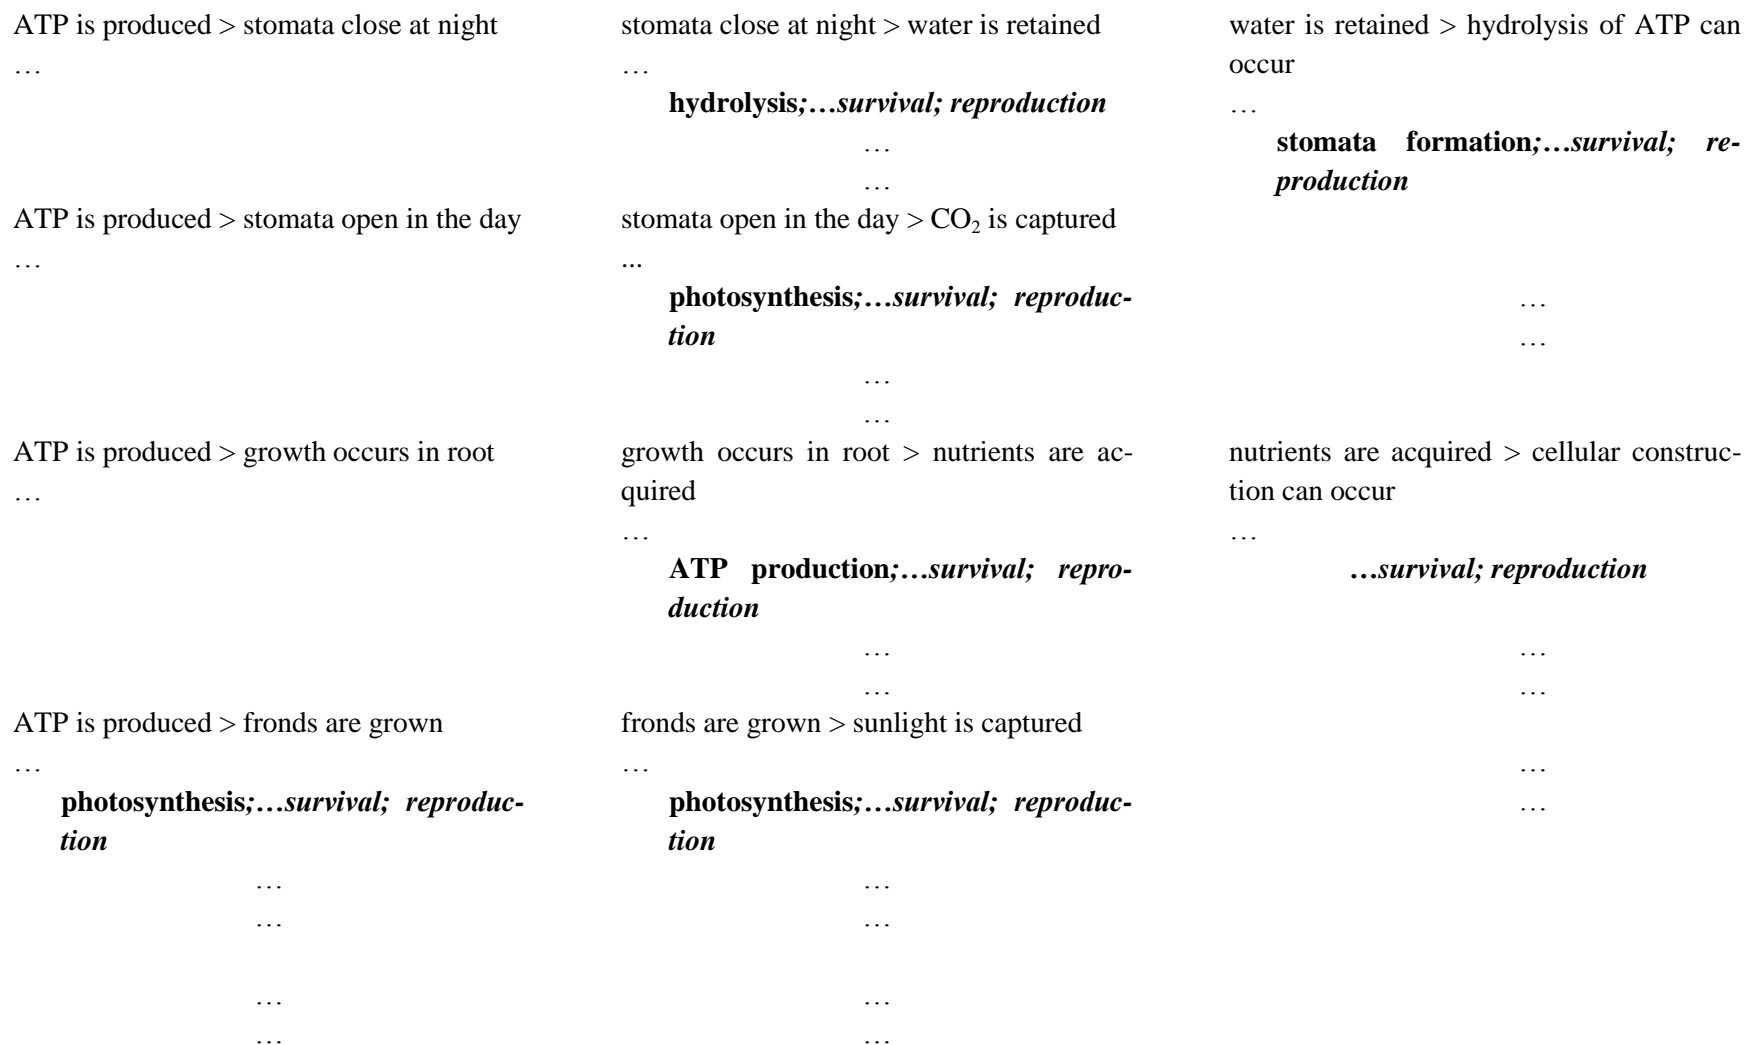 ATP is produced > stomata close at night
…
ATP is produced > stomata open in the day
…
ATP is produced > growth occurs in root
…
ATP is produced > fronds are grown
…
photosynthesis;…survival; reproduc-
tion
…
…
…
…
stomata close at night > water is retained
…
hydrolysis;…survival; reproduction
…
…
stomata open in the day > CO₂ is captured
...
photosynthesis;…survival; reproduc-
tion
…
…
growth occurs in root > nutrients are ac-
quired
…
ATP production;…survival; repro-
duction
…
…
fronds are grown > sunlight is captured
…
photosynthesis;…survival; reproduc-
tion
…
…
…
…
water is retained > hydrolysis of ATP can
occur
…
stomata formation;…survival; re-
production
…
…
nutrients are acquired > cellular construc-
tion can occur
…
…survival; reproduction
…
…
…
…